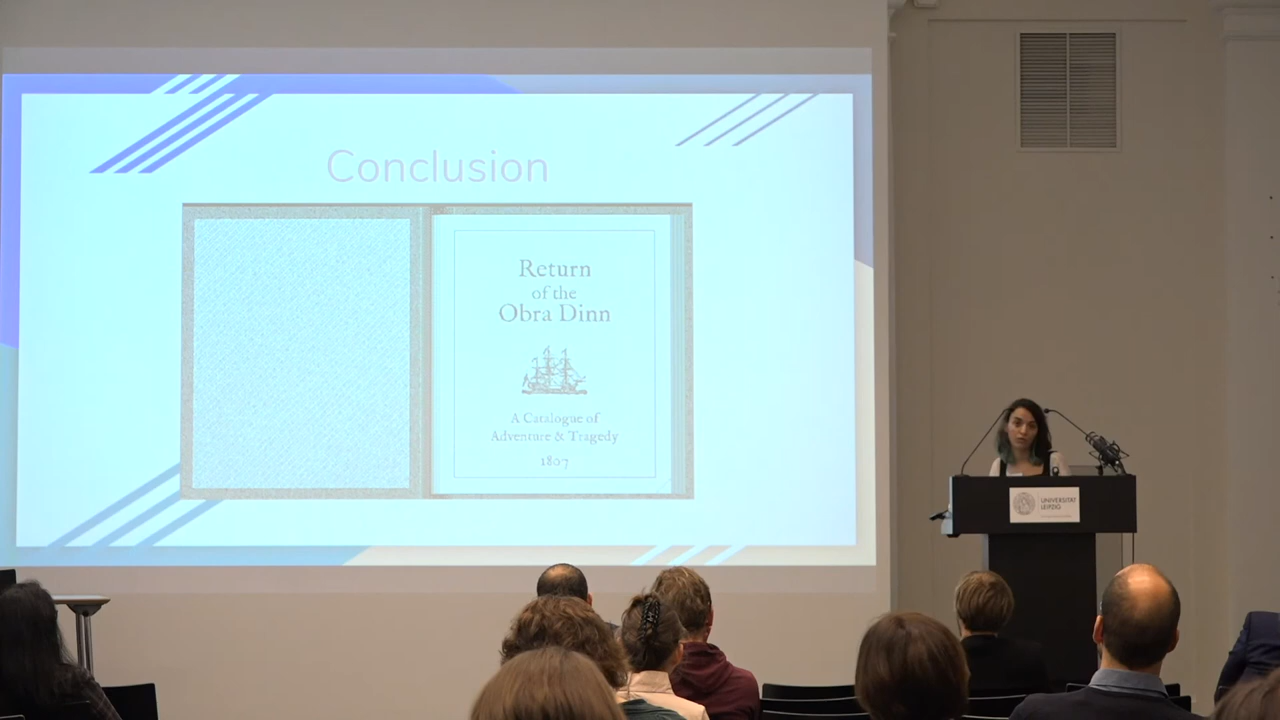 Conclusion
Return
of the
Obra Dinn
A Catalogue of
Adventure & Tragedy
1807
UNIVERSITÄT
LEIPZIG